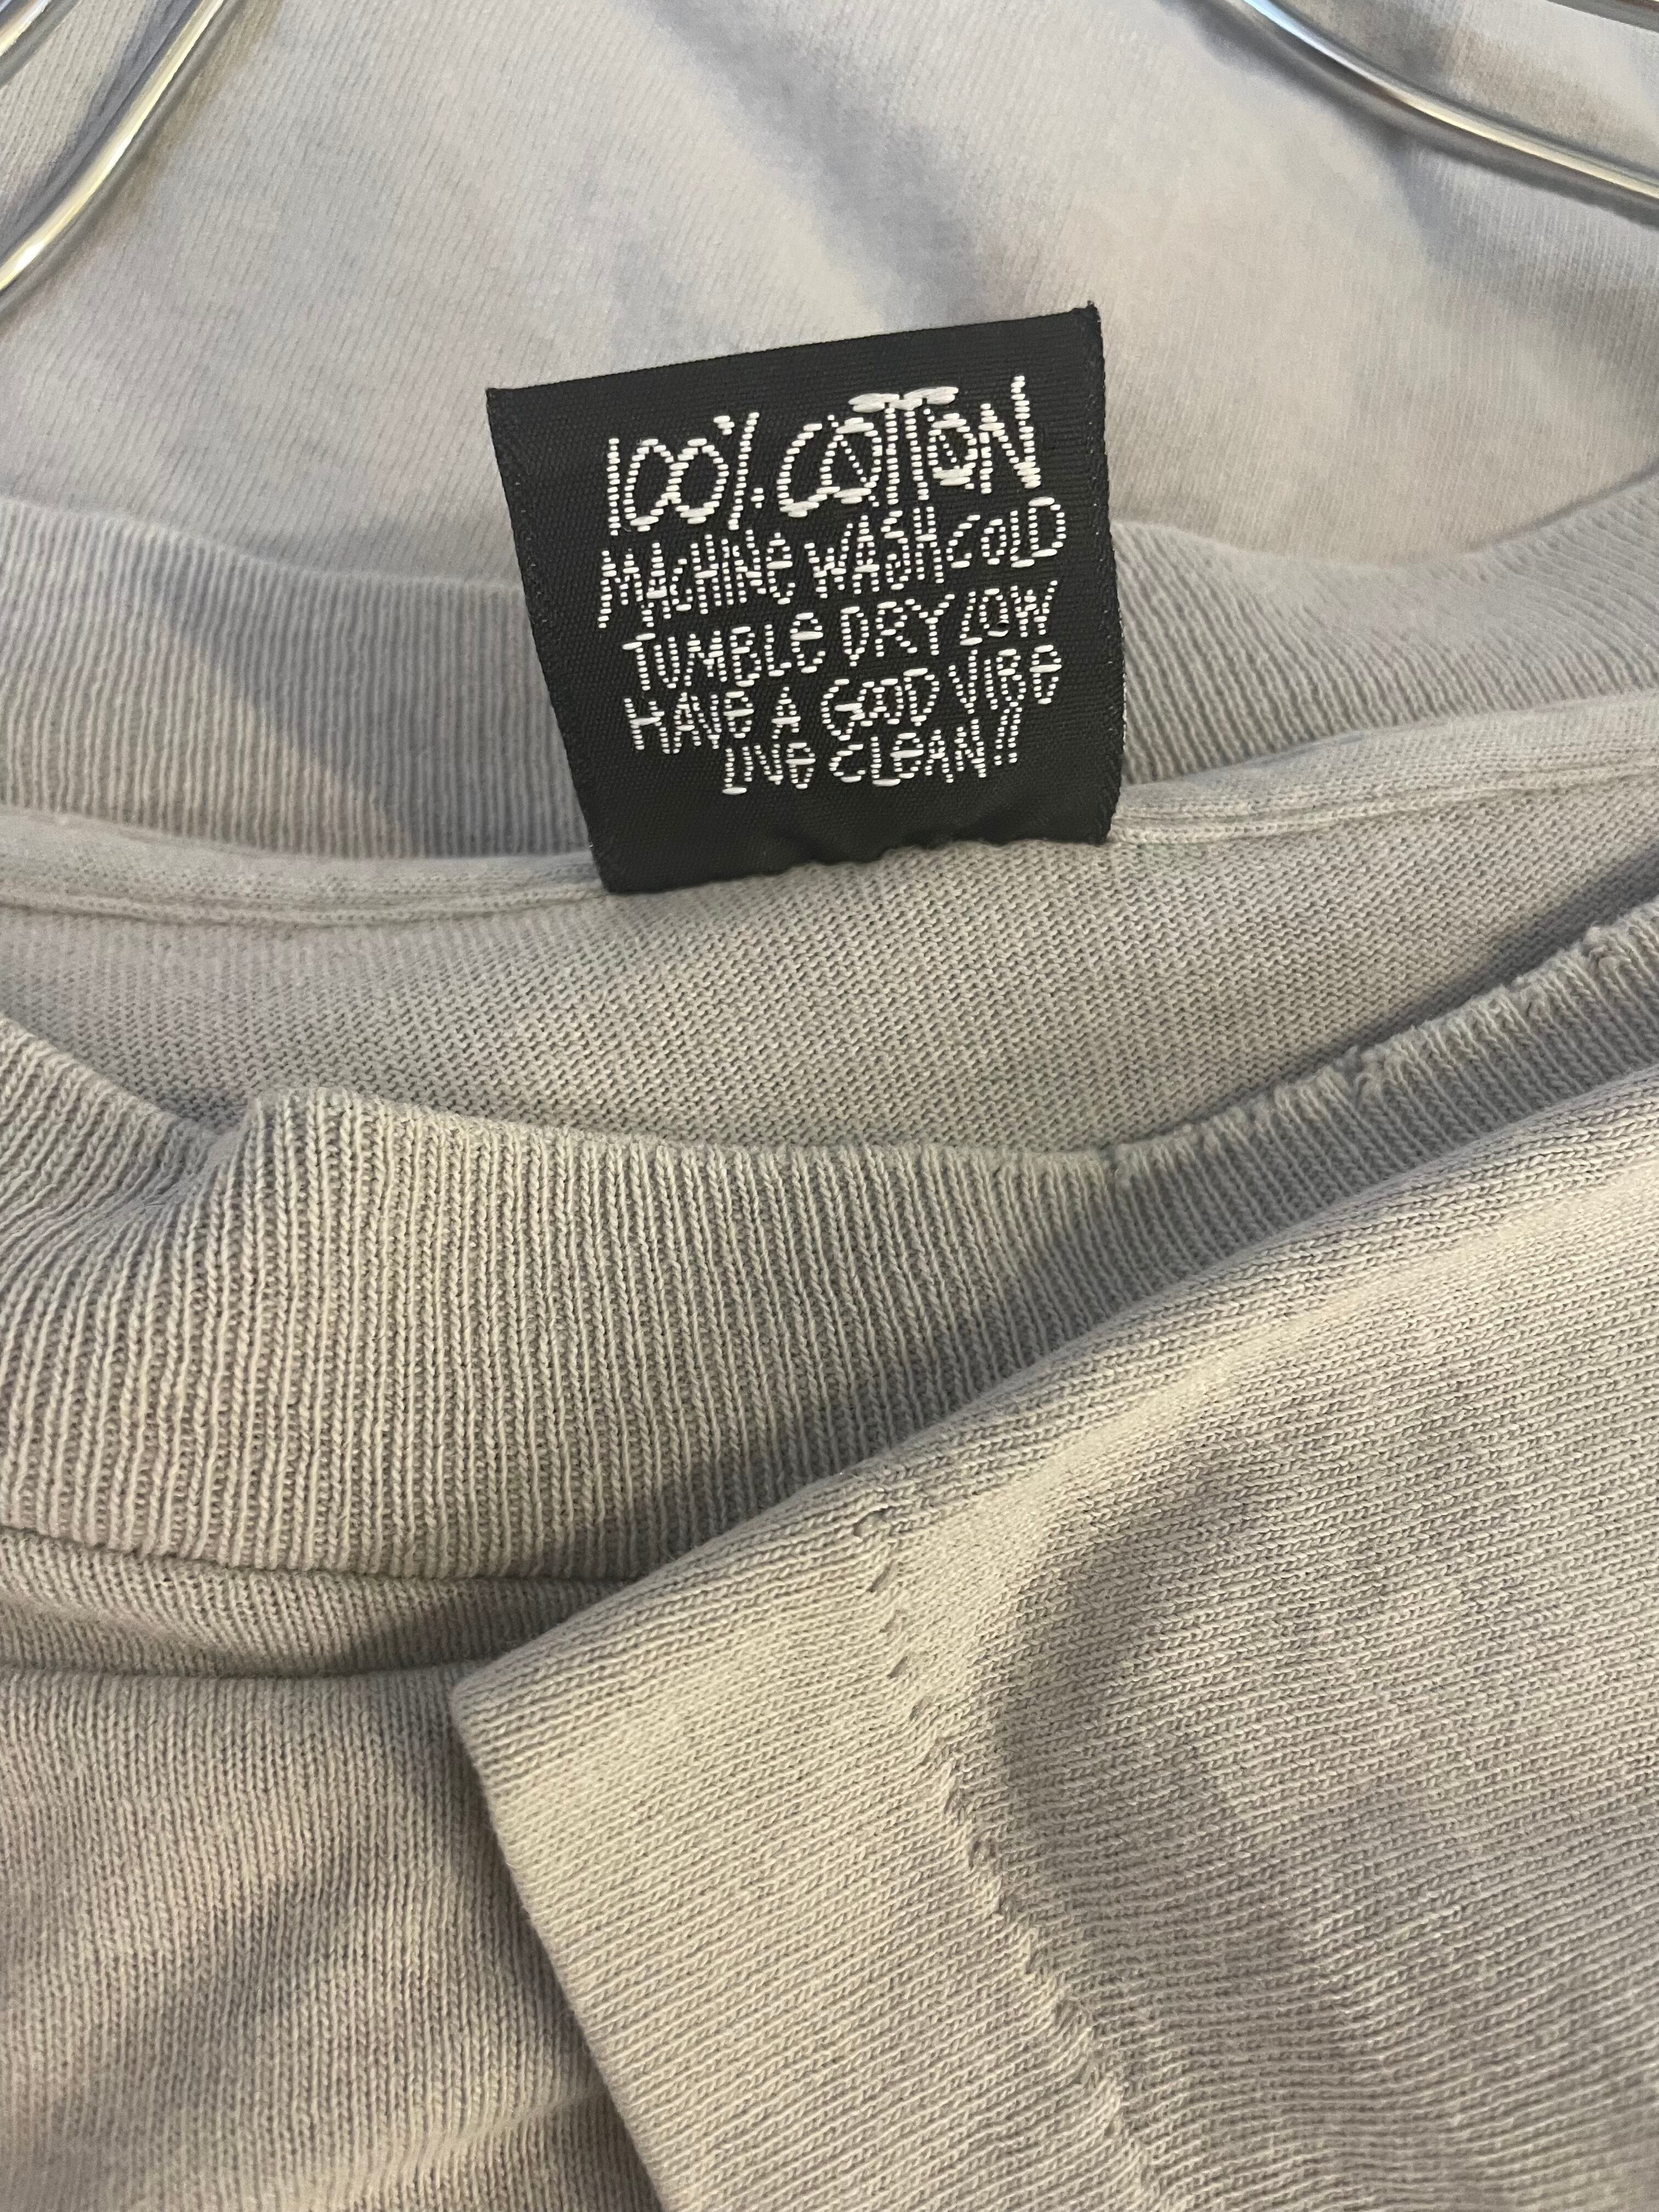 100% COTTON
MACHINE WASH COLD
TUMBLE DRY LOW
HAVE A GOOD VIBE
LIVE CLEAN!!